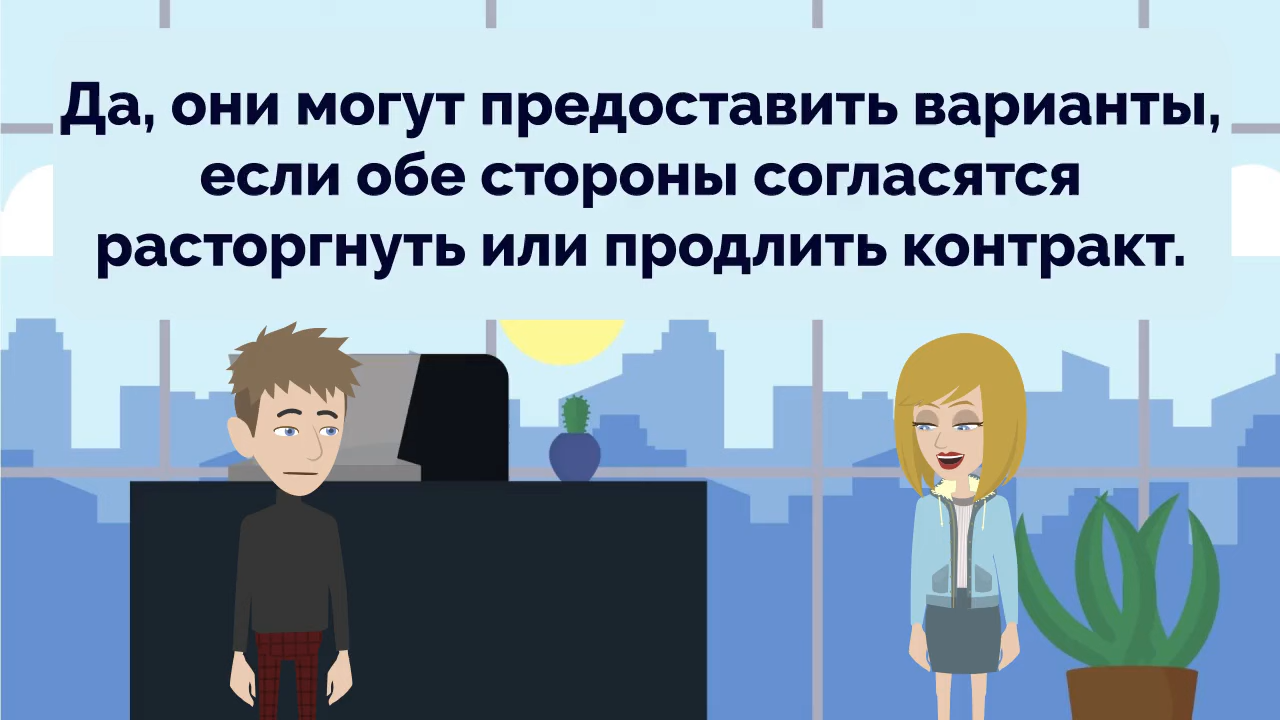 Да, они могут предоставить варианты,
если обе стороны согласятся
расторгнуть или продлить контракт.